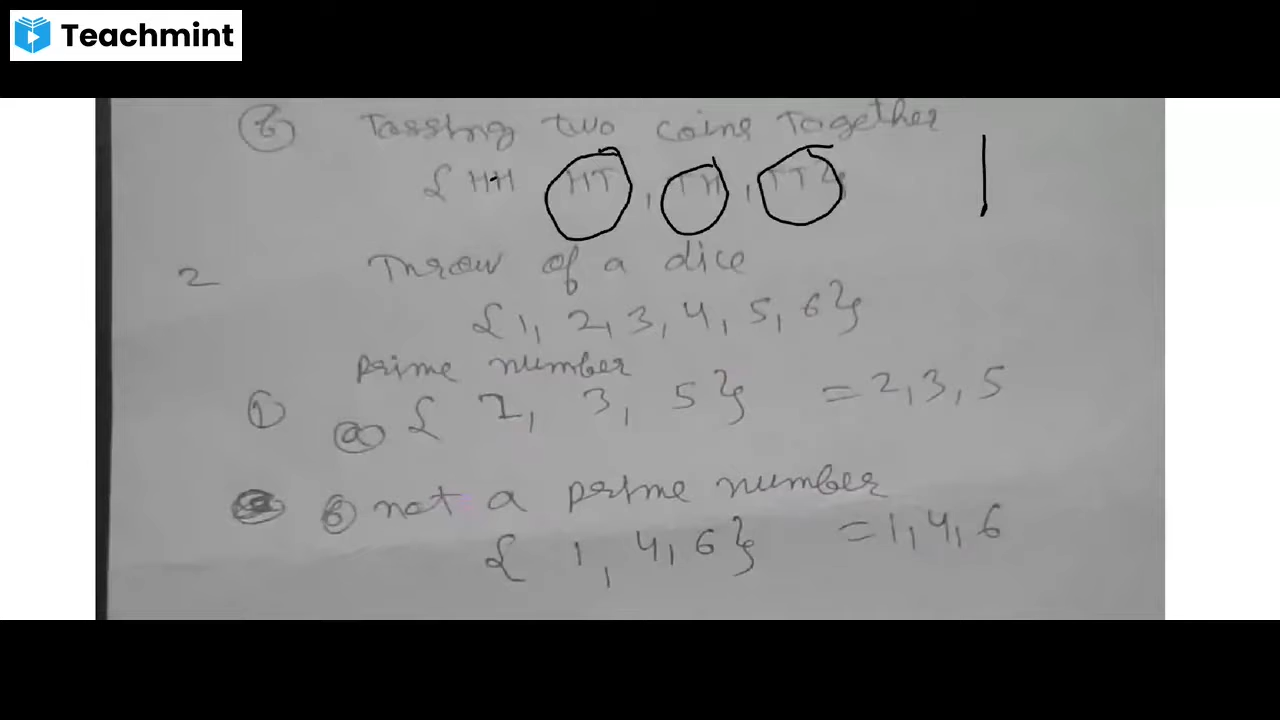 Teachmint
(b) Tossing two coins Together
{ HH HT, TH, TT}
2 Throw of a dice
{1, 2, 3, 4, 5, 6}
prime number
(1) (a) { 2, 3, 5} = 2, 3, 5
(b) not a prime number
{ 1, 4, 6} = 1, 4, 6